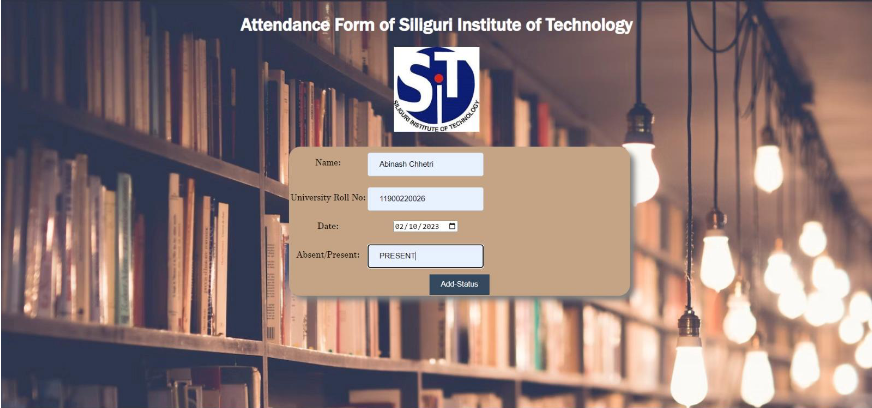 Attendance Form of Siliguri Institute of Technology
SiT
SILIGURI INSTITUTE OF TECHNOLOGY
Name: Abinash Chhetri
University Roll No: 11900220026
Date: 02/10/2023
Absent/Present: PRESENT
Add-Status